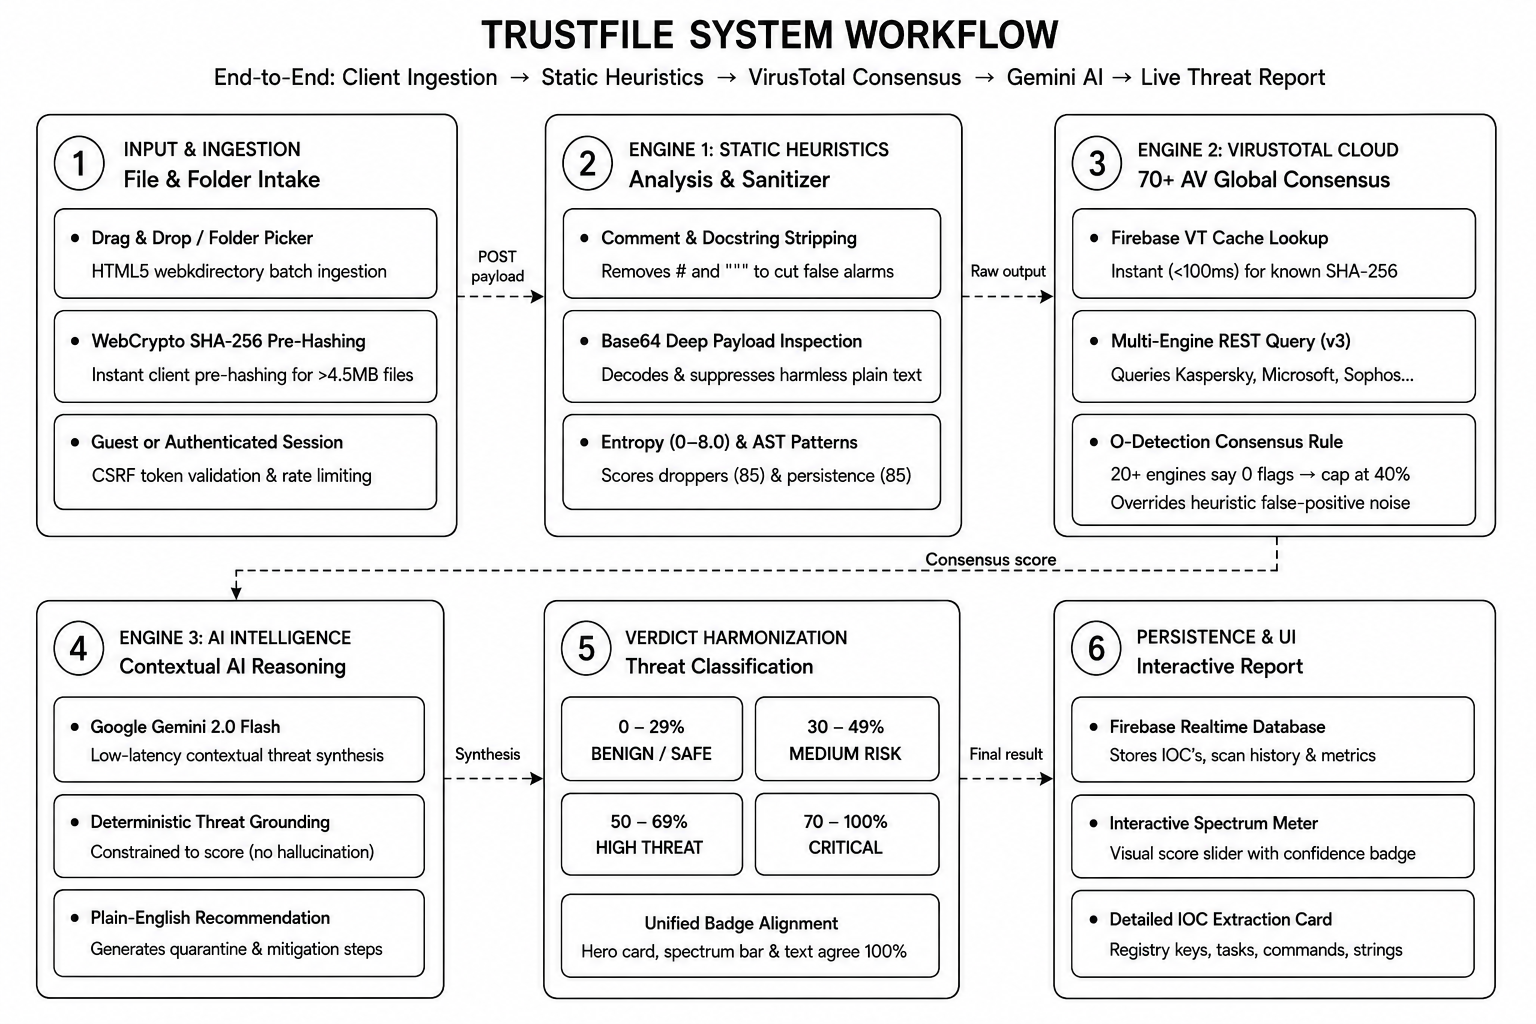 TRUSTFILE SYSTEM WORKFLOW
End-to-End: Client Ingestion → Static Heuristics → VirusTotal Consensus → Gemini AI → Live Threat Report
1
INPUT & INGESTION
File & Folder Intake
• Drag & Drop / Folder Picker
HTML5 webkdirectory batch ingestion
• WebCrypto SHA-256 Pre-Hashing
Instant client pre-hashing for >4.5MB files
• Guest or Authenticated Session
CSRF token validation & rate limiting
POST
payload
2
ENGINE 1: STATIC HEURISTICS
Analysis & Sanitizer
• Comment & Docstring Stripping
Removes # and """ to cut false alarms
• Base64 Deep Payload Inspection
Decodes & suppresses harmless plain text
• Entropy (0–8.0) & AST Patterns
Scores droppers (85) & persistence (85)
Raw output
3
ENGINE 2: VIRUSTOTAL CLOUD
70+ AV Global Consensus
• Firebase VT Cache Lookup
Instant (<100ms) for known SHA-256
• Multi-Engine REST Query (v3)
Queries Kaspersky, Microsoft, Sophos...
• O-Detection Consensus Rule
20+ engines say 0 flags → cap at 40%
Overrides heuristic false-positive noise
Consensus score
4
ENGINE 3: AI INTELLIGENCE
Contextual AI Reasoning
• Google Gemini 2.0 Flash
Low-latency contextual threat synthesis
• Deterministic Threat Grounding
Constrained to score (no hallucination)
• Plain-English Recommendation
Generates quarantine & mitigation steps
Synthesis
5
VERDICT HARMONIZATION
Threat Classification
0 – 29%
BENIGN / SAFE
30 – 49%
MEDIUM RISK
50 – 69%
HIGH THREAT
70 – 100%
CRITICAL
Unified Badge Alignment
Hero card, spectrum bar & text agree 100%
Final result
6
PERSISTENCE & UI
Interactive Report
• Firebase Realtime Database
Stores IOC's, scan history & metrics
• Interactive Spectrum Meter
Visual score slider with confidence badge
• Detailed IOC Extraction Card
Registry keys, tasks, commands, strings